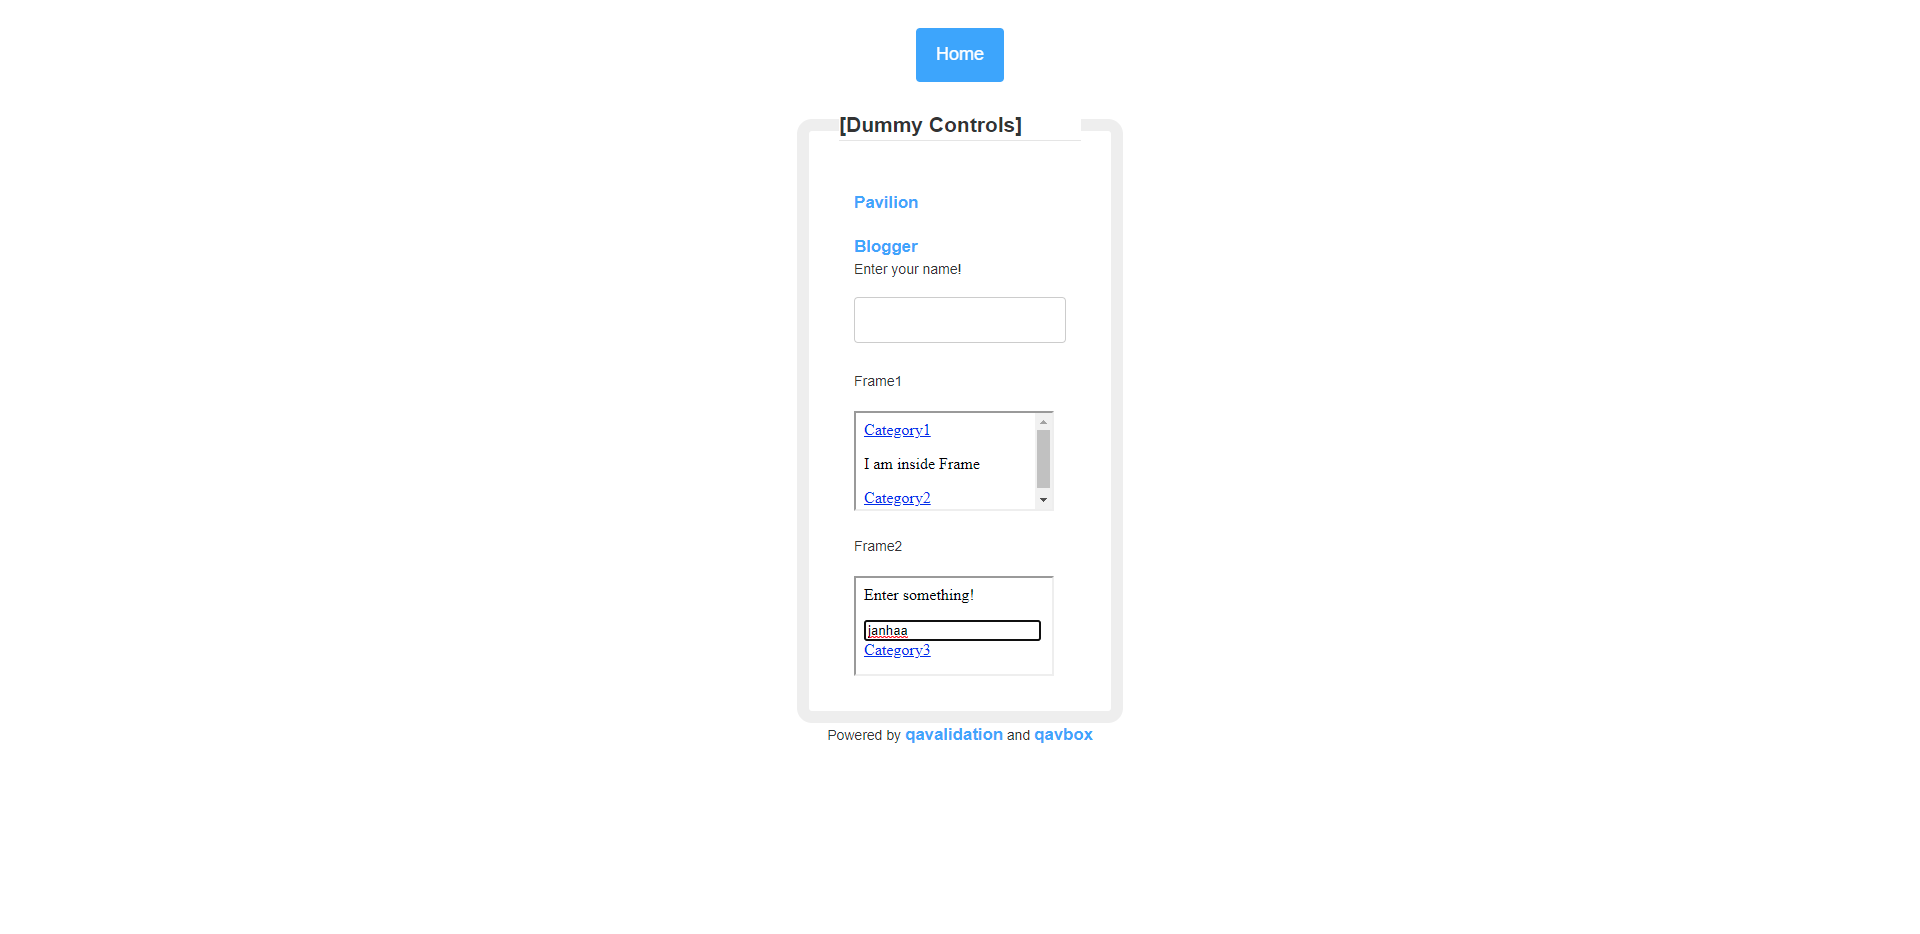 Home
[Dummy Controls]
Pavilion
Blogger
Enter your name!
Frame1
Category1
I am inside Frame
Category2
Frame2
Enter something!
janhaa
Category3
Powered by qavalidation and qavbox